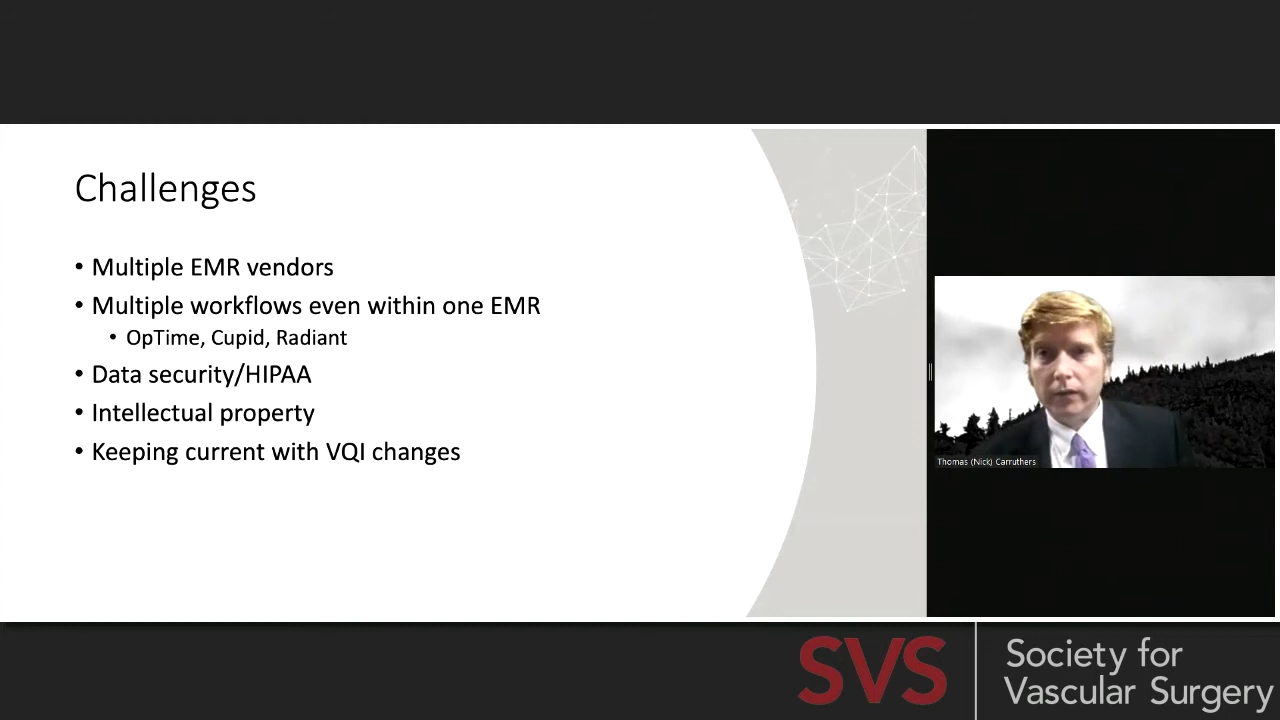 Challenges
• Multiple EMR vendors
• Multiple workflows even within one EMR
• OpTime, Cupid, Radiant
• Data security/HIPAA
• Intellectual property
• Keeping current with VQI changes
Thomas (Nick) Carruthers
SVS
Society for
Vascular Surgery